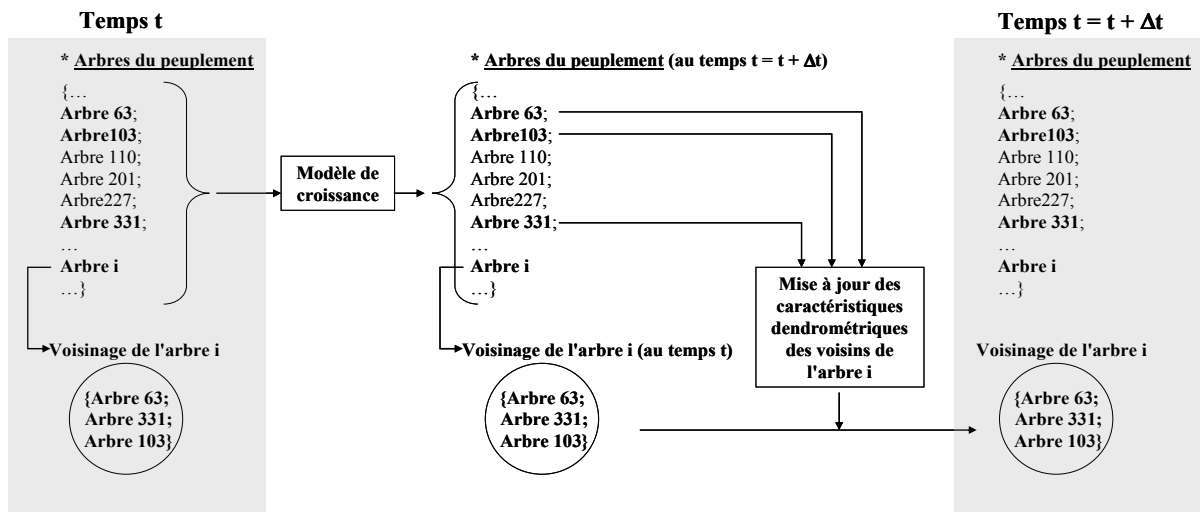 Temps t
* Arbres du peuplement
{…
Arbre 63;
Arbre103;
Arbre 110;
Arbre 201;
Arbre227;
Arbre 331;
…
Arbre i
…}
Voisinage de l'arbre i
{Arbre 63;
Arbre 331;
Arbre 103}
Modèle de
croissance
* Arbres du peuplement (au temps t = t + Δt)
{…
Arbre 63;
Arbre103;
Arbre 110;
Arbre 201;
Arbre227;
Arbre 331;
…
Arbre i
…}
Voisinage de l'arbre i (au temps t)
{Arbre 63;
Arbre 331;
Arbre 103}
Mise à jour des
caractéristiques
dendrométriques
des voisins de
l'arbre i
Temps t = t + Δt
* Arbres du peuplement
{…
Arbre 63;
Arbre103;
Arbre 110;
Arbre 201;
Arbre227;
Arbre 331;
…
Arbre i
…}
Voisinage de l'arbre i
{Arbre 63;
Arbre 331;
Arbre 103}